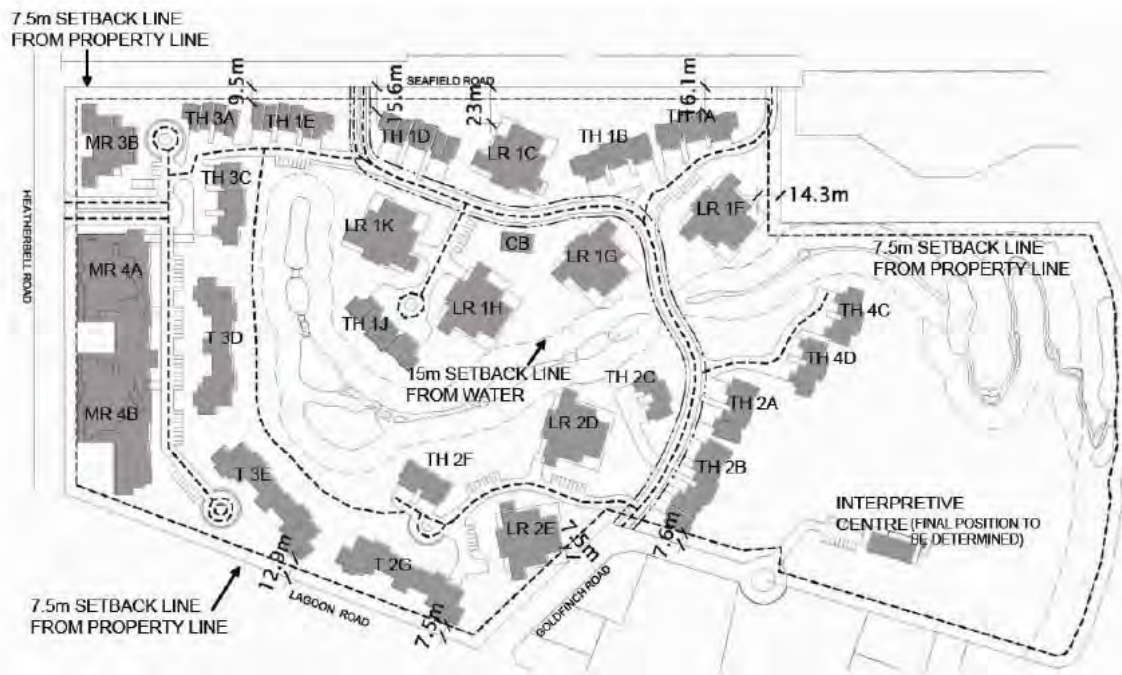 7.5m SETBACK LINE
FROM PROPERTY LINE
SEAFIELD ROAD
9.5m
15.6m
23m
16.1m
MR 3B
TH 3A
TH 1E
TH 1D
LR 1C
TH 1B
TH 1A
TH 3C
LR 1K
CB
LR 1G
LR 1F
14.3m
7.5m SETBACK LINE
FROM PROPERTY LINE
HEATHERBELL ROAD
MR 4A
T 3D
TH 1J
LR 1H
TH 4C
TH 4D
15m SETBACK LINE
FROM WATER
TH 2C
TH 2A
MR 4B
LR 2D
TH 2B
T 3E
TH 2F
LR 2E
7.5m
7.6m
INTERPRETIVE
CENTRE (FINAL POSITION TO
BE DETERMINED)
12.9m
T 2G
7.5m
LAGOON ROAD
GOLDFINCH ROAD
7.5m SETBACK LINE
FROM PROPERTY LINE